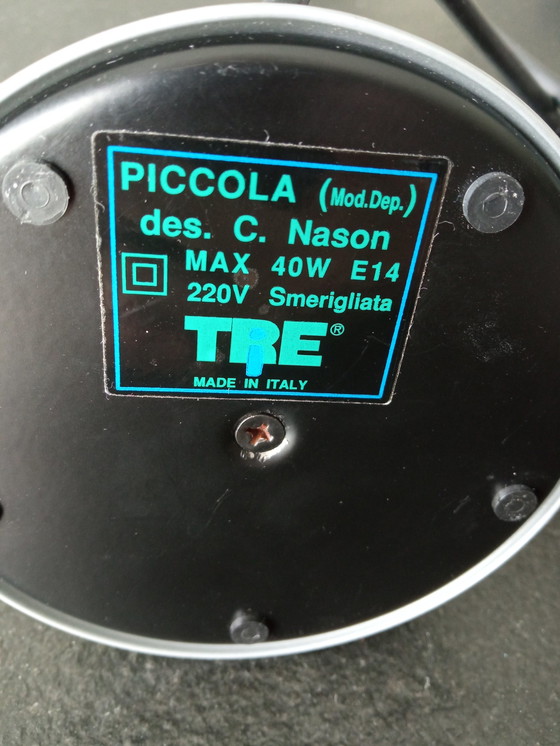 PICCOLA (Mod.Dep.)
des. C. Nason
MAX 40W E14
220V Smerigliata
TRE®
MADE IN ITALY